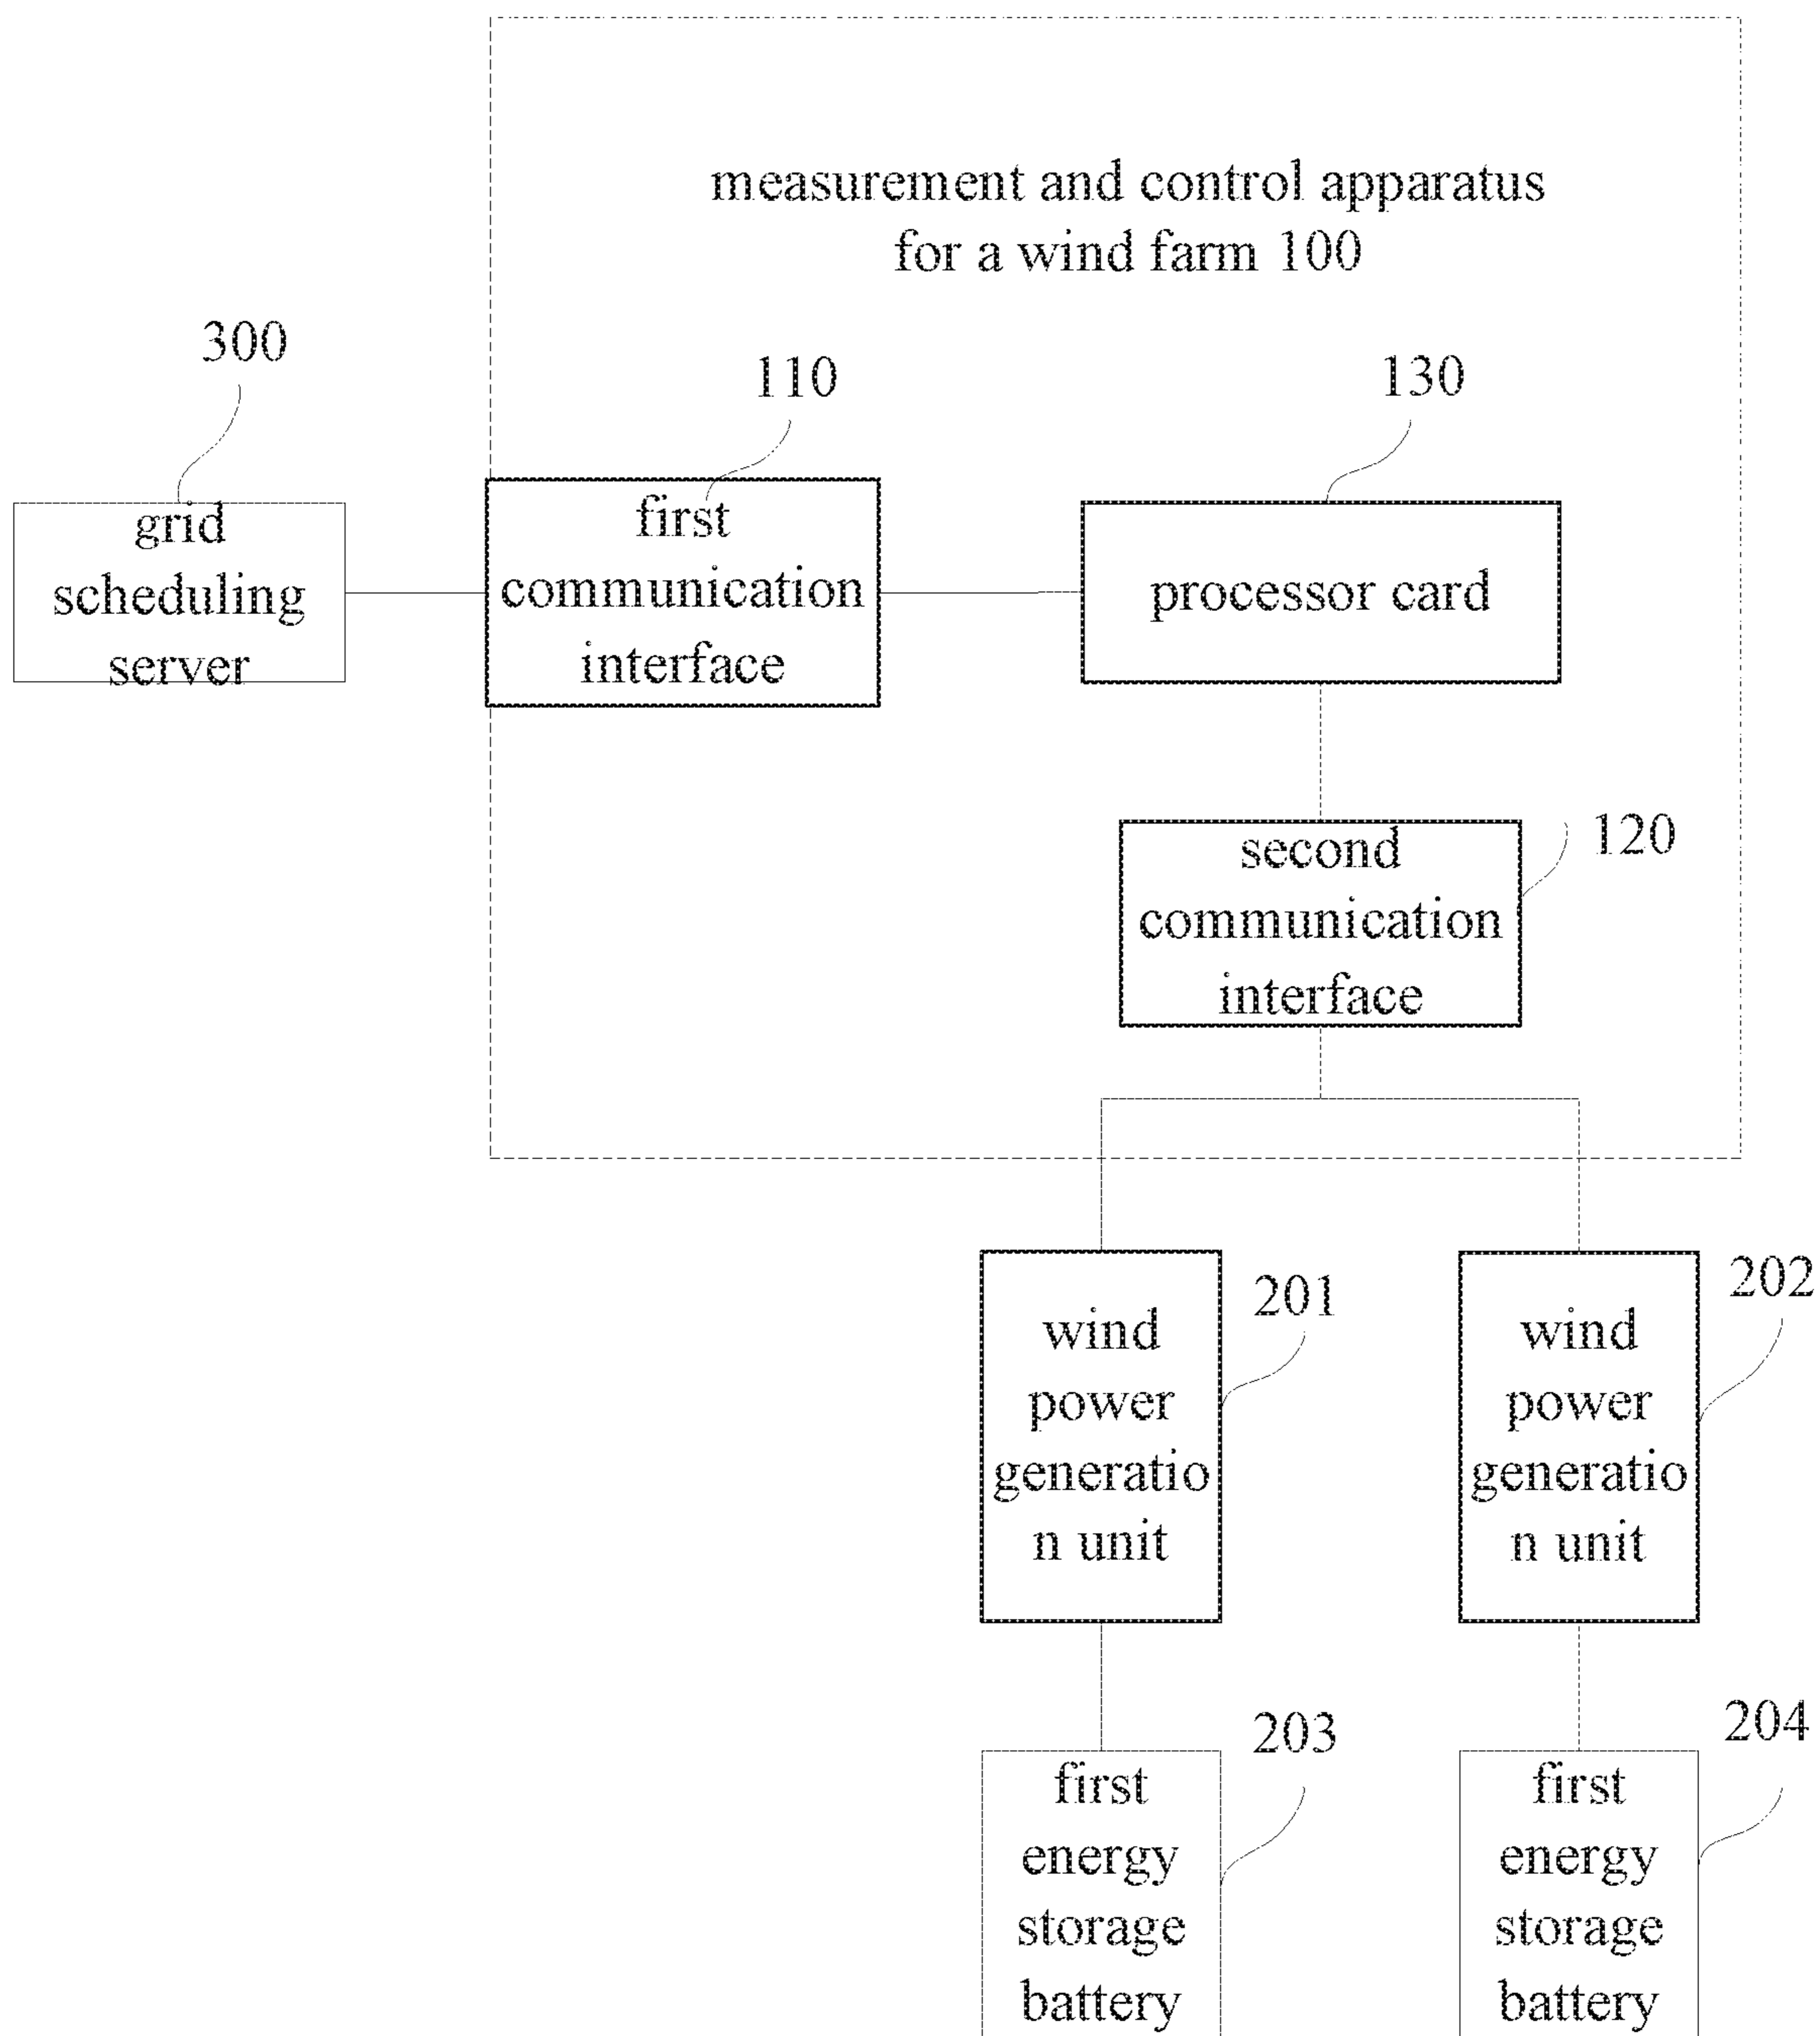 measurement and control apparatus
for a wind farm 100
300
110
130
grid
scheduling
server
first
communication
interface
processor card
120
second
communication
interface
201
202
wind
power
generatio
n unit
wind
power
generatio
n unit
203
204
first
energy
storage
battery
first
energy
storage
battery